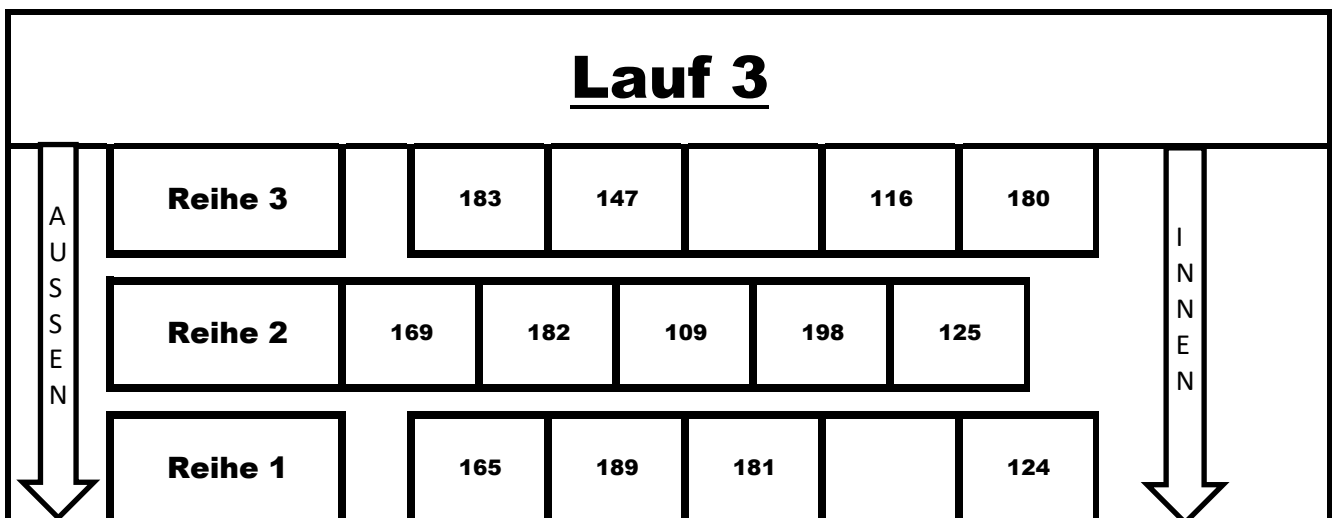 Lauf 3
AUSSEN
Reihe 3 183 147 116 180
Reihe 2 169 182 109 198 125
Reihe 1 165 189 181 124
INNEN